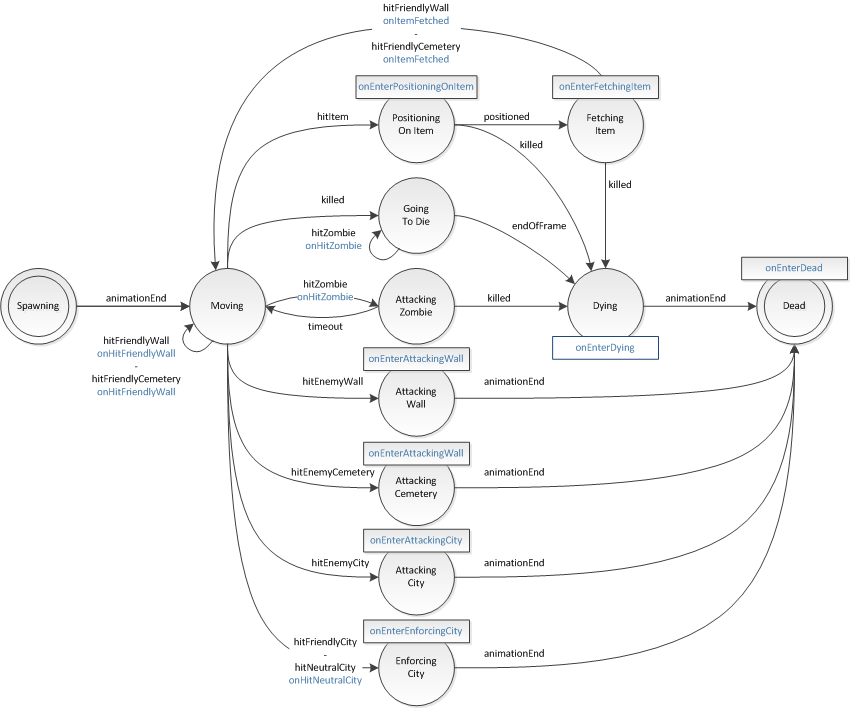 hitFriendlyWall
onItemFetched
-
hitFriendlyCemetery
onItemFetched
onEnterPositioningOnItem
onEnterFetchingItem
hitItem
Positioning
On Item
positioned
Fetching
Item
killed
killed
killed
Going
To Die
hitZombie
onHitZombie
endOfFrame
onEnterDead
Spawning
animationEnd
Moving
hitZombie
onHitZombie
timeout
Attacking
Zombie
killed
Dying
animationEnd
Dead
onEnterDying
hitFriendlyWall
onHitFriendlyWall
-
hitFriendlyCemetery
onHitFriendlyWall
onEnterAttackingWall
hitEnemyWall
Attacking
Wall
animationEnd
onEnterAttackingWall
hitEnemyCemetery
Attacking
Cemetery
animationEnd
onEnterAttackingCity
hitEnemyCity
Attacking
City
animationEnd
onEnterEnforcingCity
hitFriendlyCity
-
hitNeutralCity
onHitNeutralCity
Enforcing
City
animationEnd